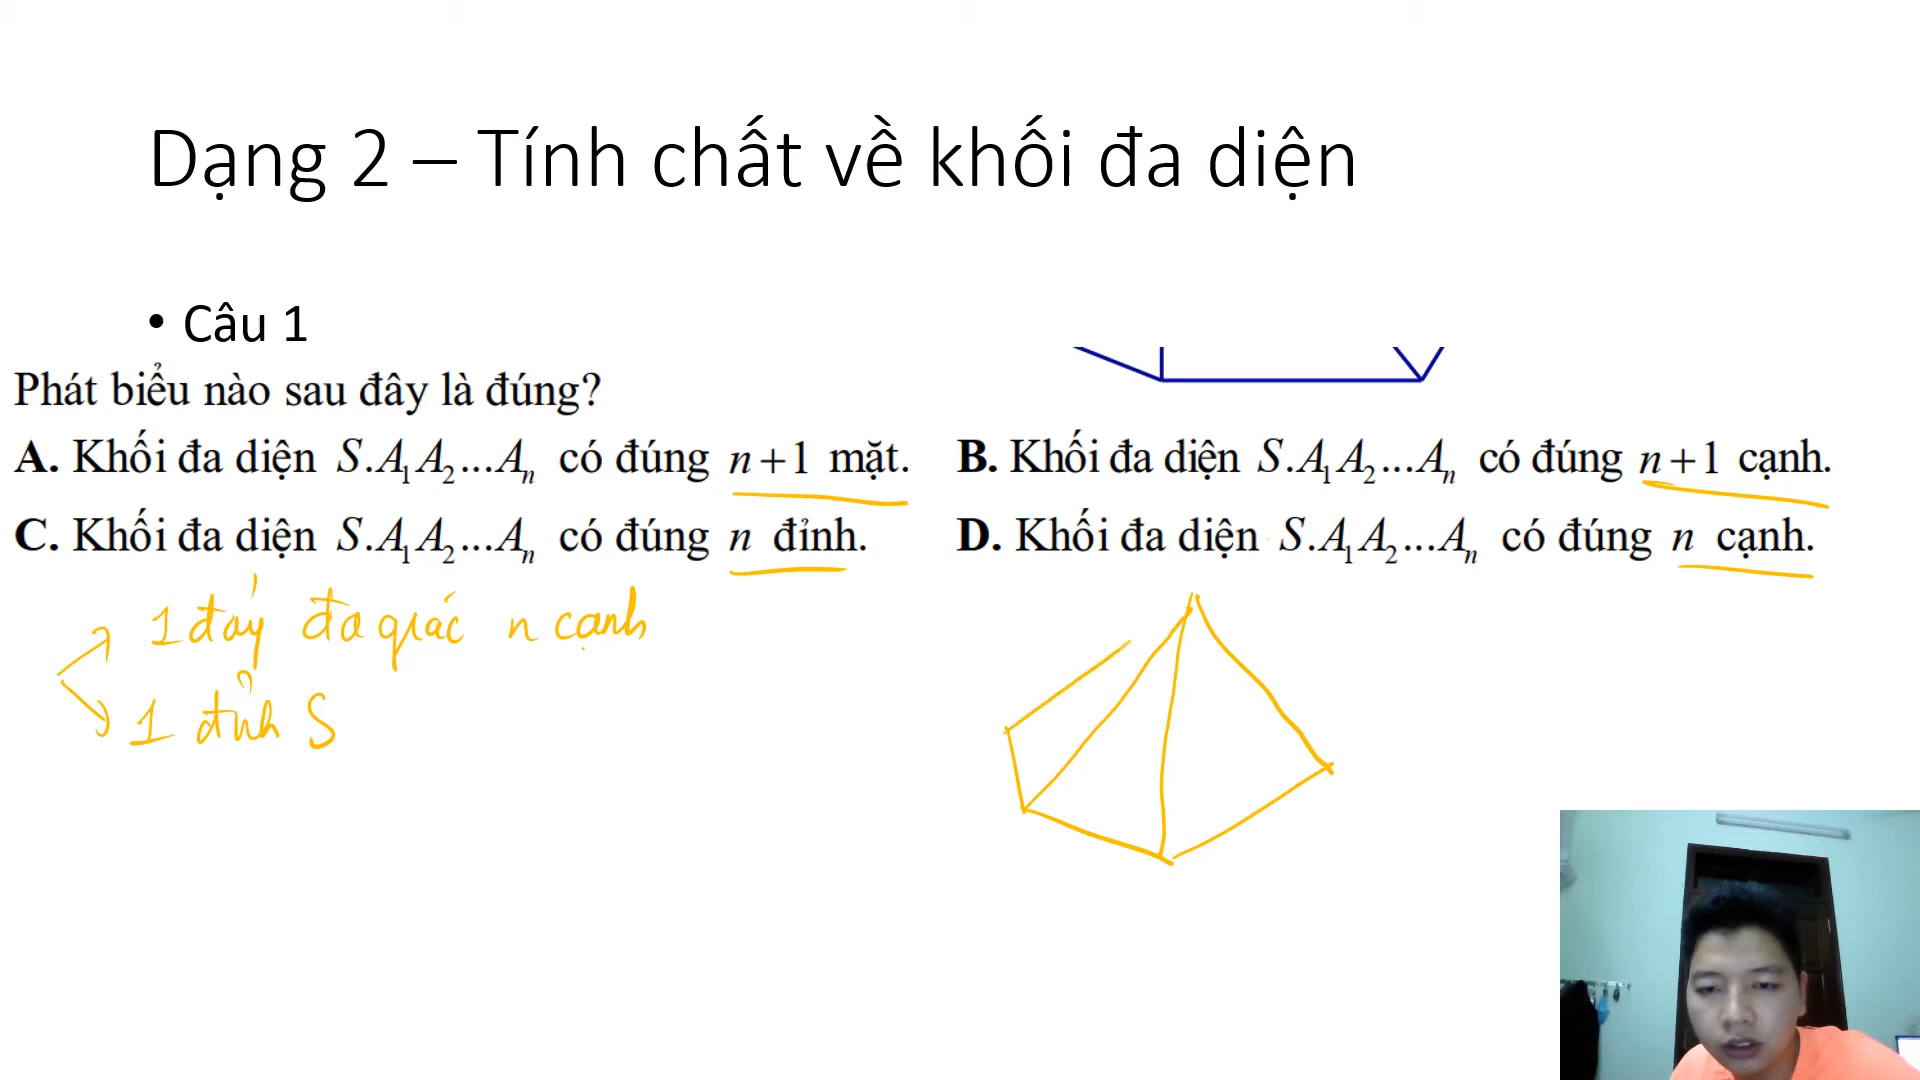 Dạng 2 – Tính chất về khối đa diện
• Câu 1
Phát biểu nào sau đây là đúng?
A. Khối đa diện S.A₁A₂...Aₙ có đúng n+1 mặt.
B. Khối đa diện S.A₁A₂...Aₙ có đúng n+1 cạnh.
C. Khối đa diện S.A₁A₂...Aₙ có đúng n đỉnh.
D. Khối đa diện S.A₁A₂...Aₙ có đúng n cạnh.
1 đáy đa giác n cạnh
1 đỉnh S